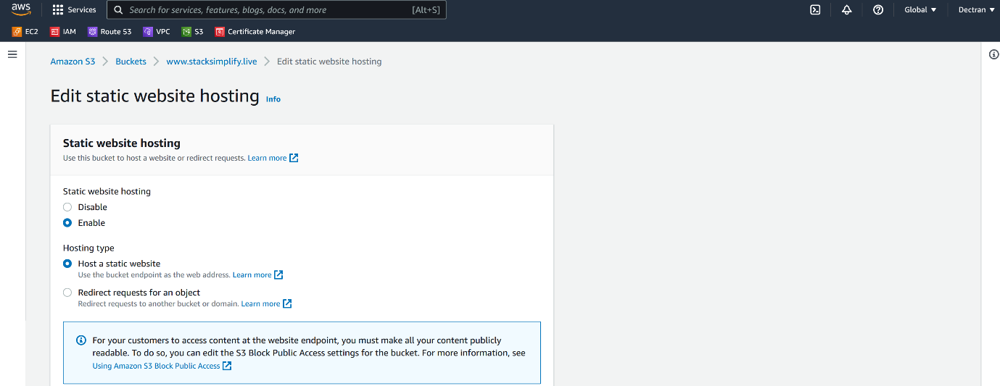 aws Services Search for services, features, blogs, docs, and more [Alt+S] Global Dectran
EC2 IAM Route 53 VPC S3 Certificate Manager
Amazon S3 Buckets www.stacksimplify.live Edit static website hosting
Edit static website hosting Info
Static website hosting
Use this bucket to host a website or redirect requests. Learn more
Static website hosting
Disable
Enable
Hosting type
Host a static website
Use the bucket endpoint as the web address. Learn more
Redirect requests for an object
Redirect requests to another bucket or domain. Learn more
For your customers to access content at the website endpoint, you must make all your content publicly
readable. To do so, you can edit the S3 Block Public Access settings for the bucket. For more information, see
Using Amazon S3 Block Public Access